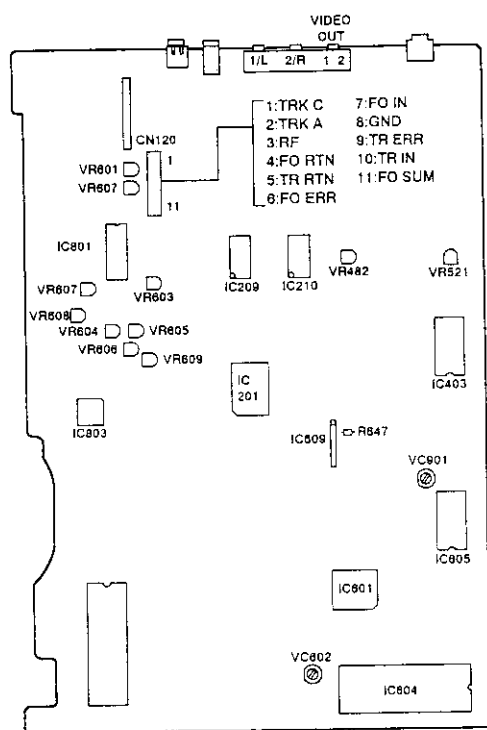 VIDEO
OUT
1/L 2/R 1 2
1:TRK C
2:TRK A
3:RF
4:FO RTN
5:TR RTN
6:FO ERR
7:FO IN
8:GND
9:TR ERR
10:TR IN
11:FO SUM
CN120
1
11
VR601
VR607
IC801
VR607
VR603
VR608
VR604
VR605
VR606
VR609
IC209
IC210
VR482
VR521
IC
201
IC403
IC803
IC609
R647
VC901
IC605
IC601
VC602
IC604